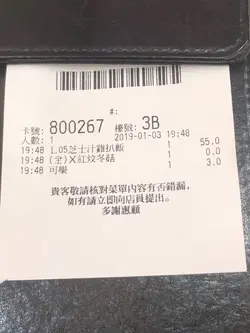 #:
卡號: 800267 檯號: 3B
人數: 1 2019-01-03 19:48
19:48 L05芝士汁雞扒飯 1 55.0
19:48 (全)X紅炆冬菇 1 0.0
19:48 可樂 1 3.0
貴客敬請核對菜單內容有否錯漏,
如有請立即向店員提出。
多謝惠顧